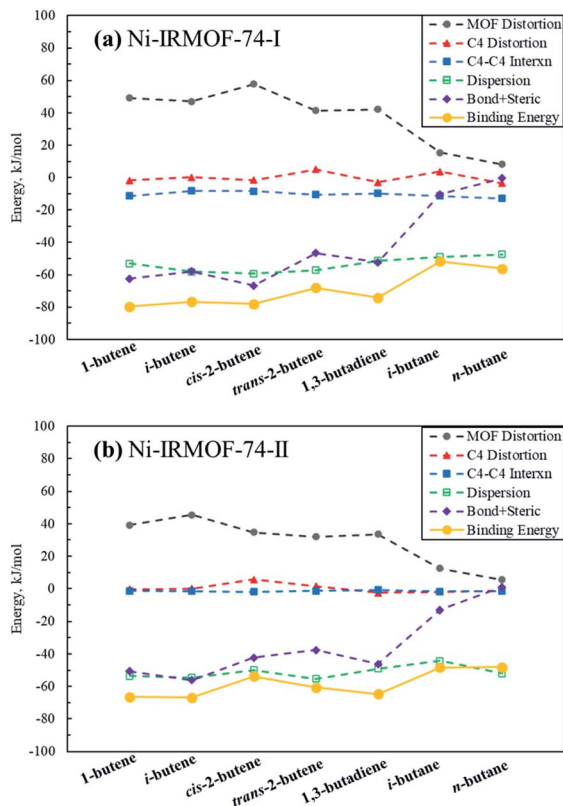 (a) Ni-IRMOF-74-I
MOF Distortion
C4 Distortion
C4-C4 Interxn
Dispersion
Bond+Steric
Binding Energy
Energy, kJ/mol
100
80
60
40
20
0
-20
-40
-60
-80
-100
1-butene
i-butene
cis-2-butene
trans-2-butene
1,3-butadiene
i-butane
n-butane
(b) Ni-IRMOF-74-II
MOF Distortion
C4 Distortion
C4-C4 Interxn
Dispersion
Bond+Steric
Binding Energy
Energy, kJ/mol
100
80
60
40
20
0
-20
-40
-60
-80
-100
1-butene
i-butene
cis-2-butene
trans-2-butene
1,3-butadiene
i-butane
n-butane